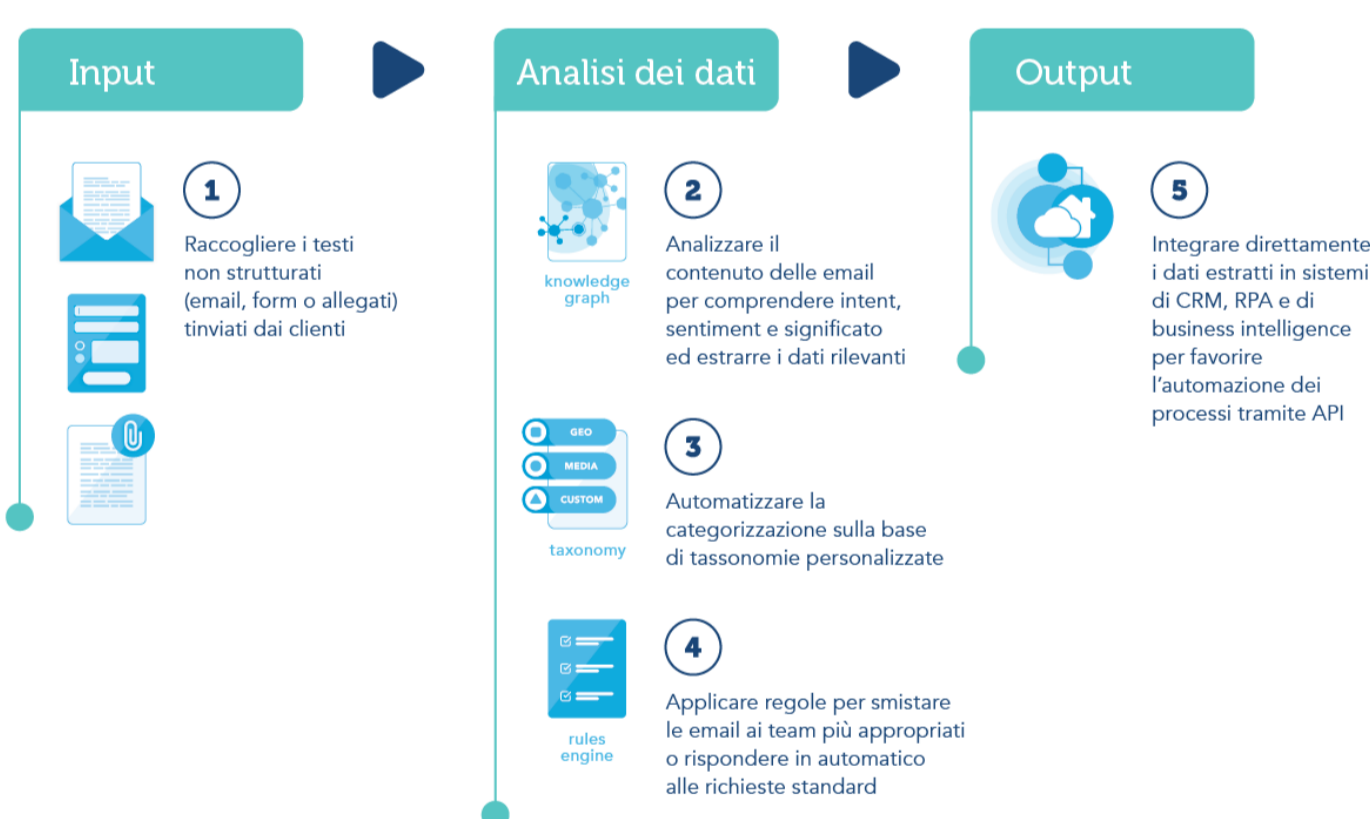 Input
Analisi dei dati
Output
1
Raccogliere i testi
non strutturati
(email, form o allegati)
tinviati dai clienti
knowledge
graph
2
Analizzare il
contenuto delle email
per comprendere intent,
sentiment e significato
ed estrarre i dati rilevanti
GEO
MEDIA
CUSTOM
taxonomy
3
Automatizzare la
categorizzazione sulla base
di tassonomie personalizzate
rules
engine
4
Applicare regole per smistare
le email ai team più appropriati
o rispondere in automatico
alle richieste standard
5
Integrare direttamente
i dati estratti in sistemi
di CRM, RPA e di
business intelligence
per favorire
l'automazione dei
processi tramite API